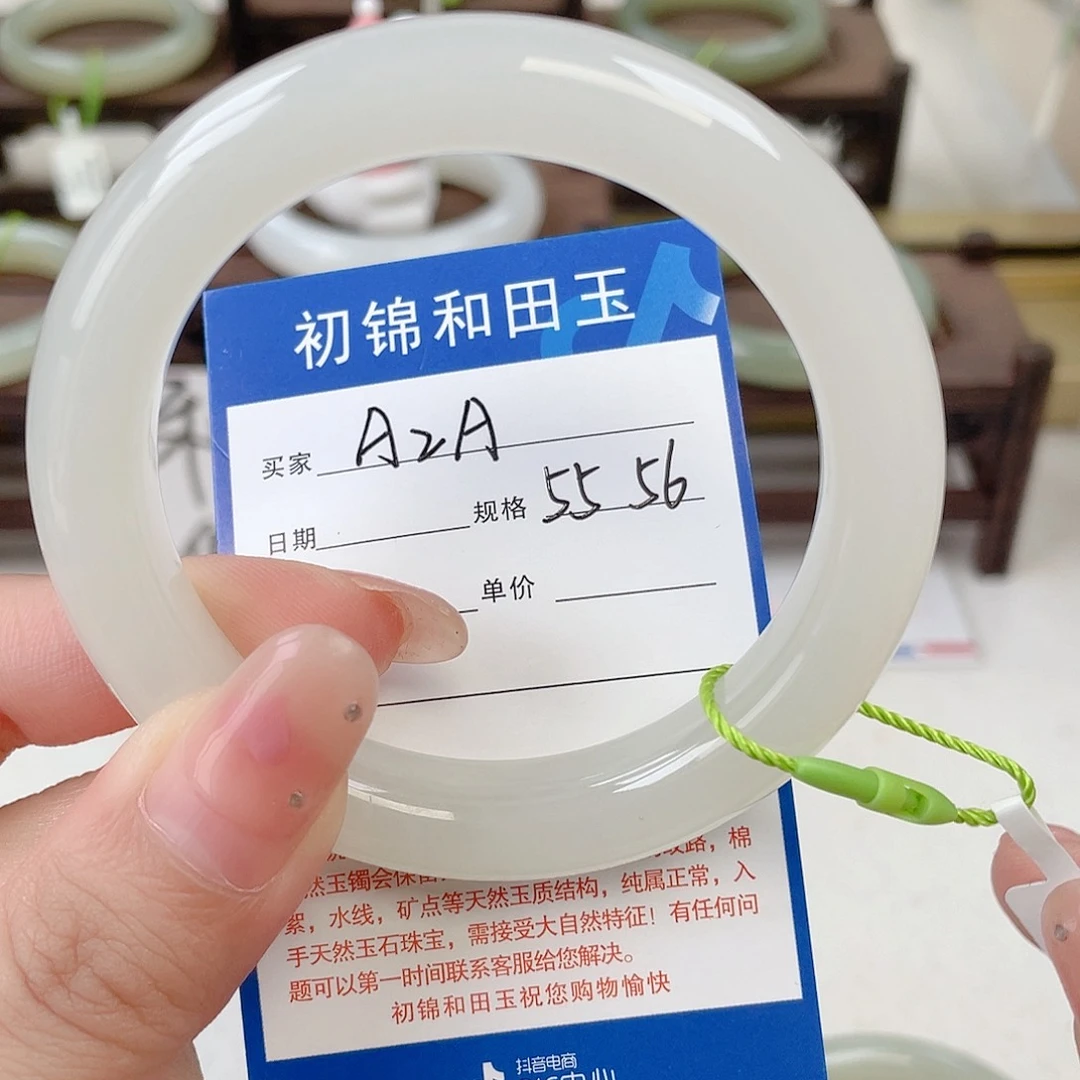 初锦和田玉
买家 A2A
日期 规格 55 56
单价
改路，棉
然玉镯会保留
絮，水线，矿点等天然玉质结构，纯属正常，入
手天然玉石珠宝，需接受大自然特征！有任何问
题可以第一时间联系客服给您解决。
初锦和田玉祝您购物愉快
抖音电商